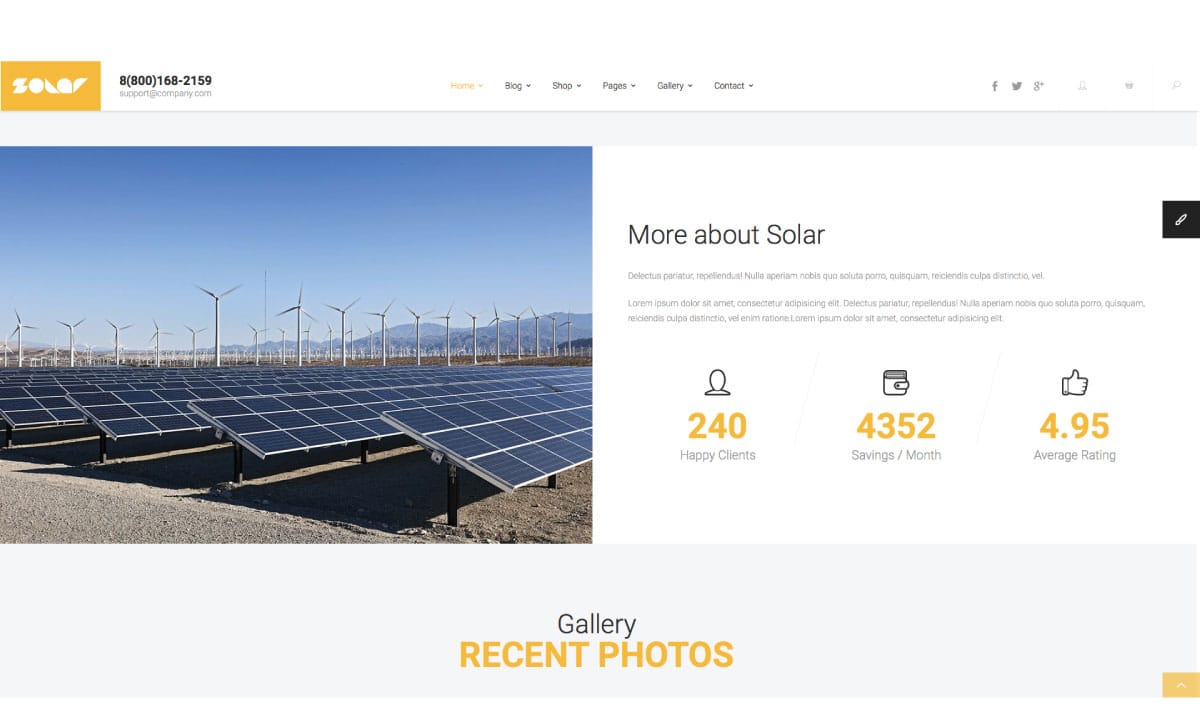 SOLAR
8(800)168-2159
support@company.com
Home Blog Shop Pages Gallery Contact
More about Solar
Delectus pariatur, repellendus! Nulla aperiam nobis quo soluta porro, quisquam, reiciendis culpa distinctio, vel.
Lorem ipsum dolor sit amet, consectetur adipisicing elit. Delectus pariatur, repellendus! Nulla aperiam nobis quo soluta porro, quisquam,
reiciendis culpa distinctio, vel enim ratione.Lorem ipsum dolor sit amet, consectetur adipisicing elit.
240 4352 4.95
Happy Clients Savings / Month Average Rating
Gallery
RECENT PHOTOS